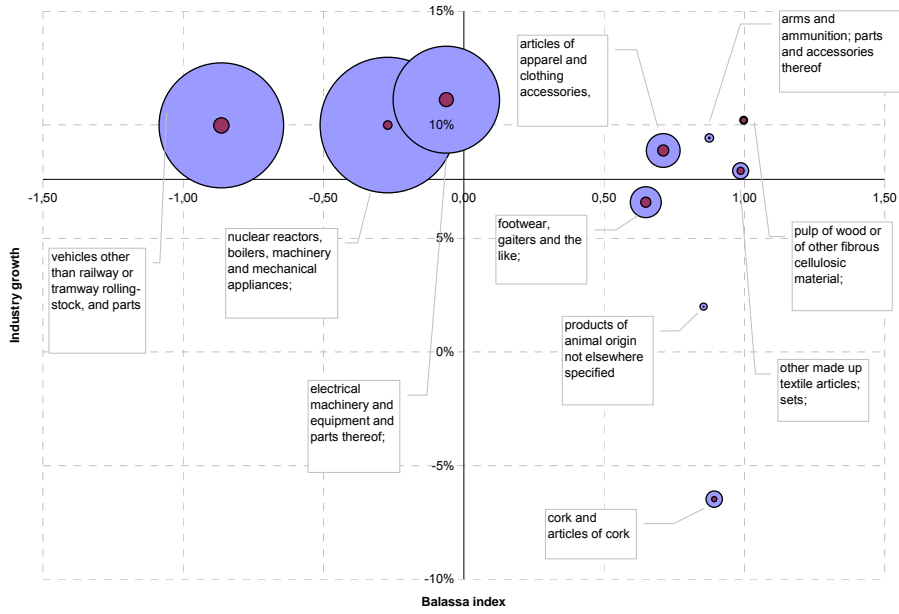 15%
arms and
ammunition; parts
and accessories
thereof
articles of
apparel and
clothing
accessories,
10%
-1,50
-1,00
-0,50
0,00
0,50
1,00
1,50
footwear,
gaiters and the
like;
pulp of wood or
of other fibrous
cellulosic
material;
nuclear reactors,
boilers, machinery
and mechanical
appliances;
vehicles other
than railway or
tramway rolling-
stock, and parts
5%
Industry growth
products of
animal origin
not elsewhere
specified
0%
other made up
textile articles;
sets;
electrical
machinery and
equipment and
parts thereof;
-5%
cork and
articles of cork
-10%
Balassa index